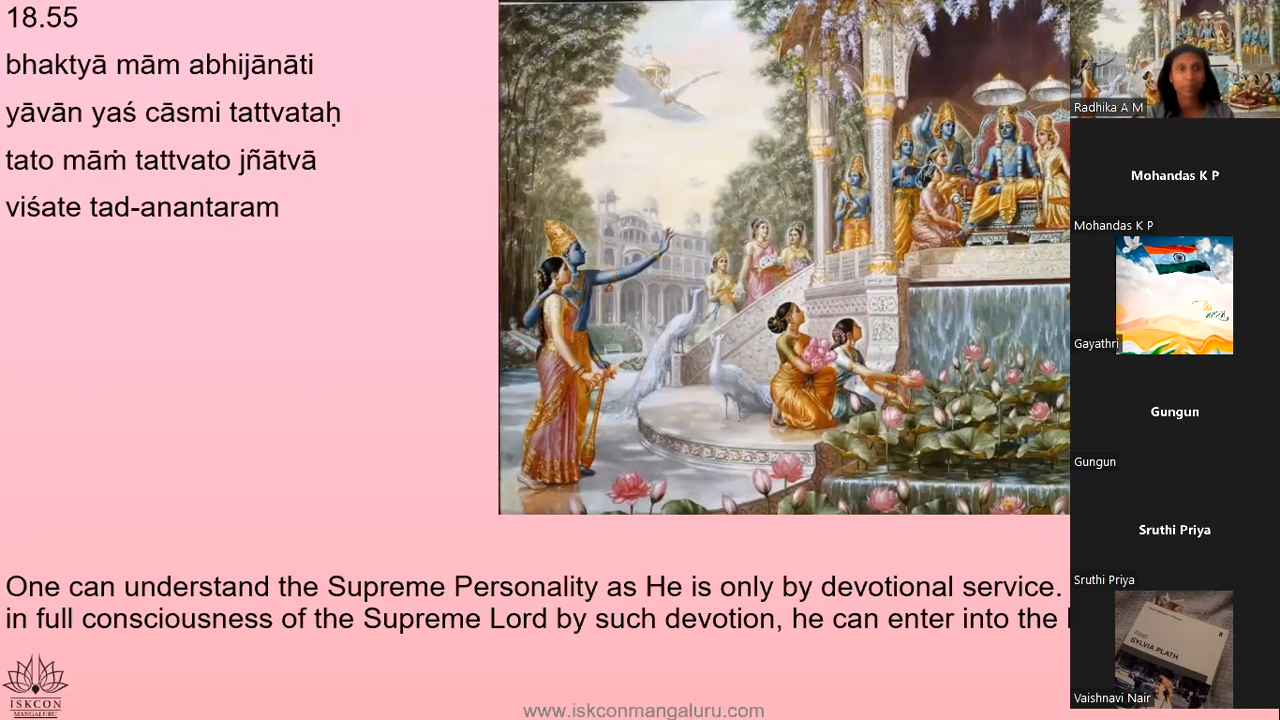 18.55
bhaktyā mām abhijānāti
yāvān yaś cāsmi tattvataḥ
tato māṁ tattvato jñātvā
viśate tad-anantaram
One can understand the Supreme Personality as He is only by devotional service.
in full consciousness of the Supreme Lord by such devotion, he can enter into the
ISKCON
MANGALURU
www.iskconmangaluru.com
Radhika A M
Mohandas K P
Mohandas K P
Gayathri
Gungun
Gungun
Sruthi Priya
Sruthi Priya
Ariel
SYLVIA PLATH
Vaishnavi Nair